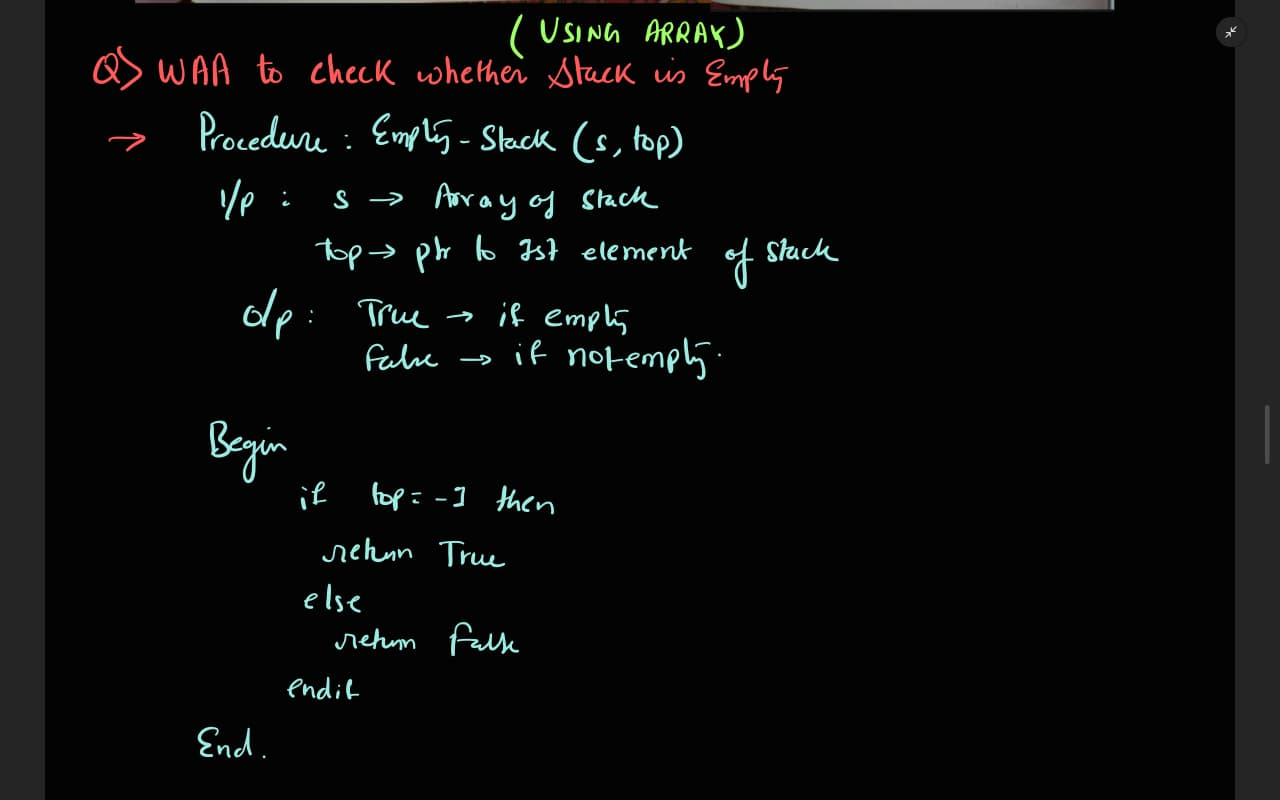 (USING ARRAY)
Q> WAA to check whether Stack is Empty
→ Procedure : Empty-Stack (s, top)
I/p : s → Array of stack
top → ptr to 1st element of stack
o/p : True → if empty
False → if not empty.
Begin
if top = -1 then
return True
else
return False
endif
End.